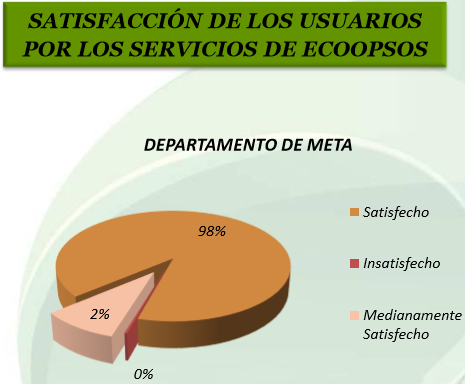 SATISFACCIÓN DE LOS USUARIOS
POR LOS SERVICIOS DE ECOOPSOS
DEPARTAMENTO DE META
98%
2%
0%
Satisfecho
Insatisfecho
Medianamente
Satisfecho